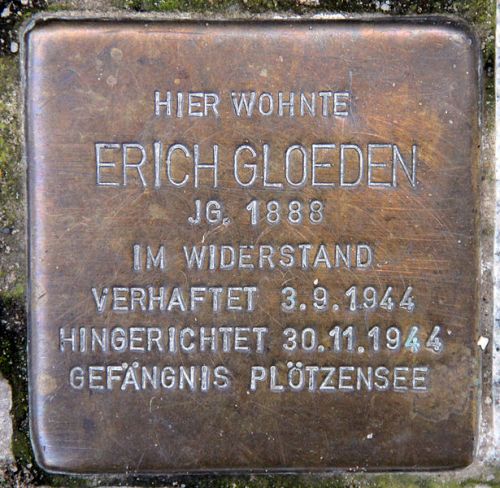 HIER WOHNTE
ERICH GLOEDEN
JG. 1888
IM WIDERSTAND
VERHAFTET 3.9.1944
HINGERICHTET 30.11.1944
GEFÄNGNIS PLÖTZENSEE